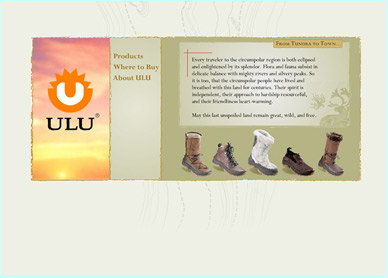 From Tundra to Town...
Products
Where to Buy
About ULU
Every traveler to the circumpolar region is both eclipsed
and enlightened by its splendor. Flora and fauna subsist in
delicate balance with mighty rivers and silvery peaks. So
it is too, that the circumpolar people have lived and
breathed with this land for centuries. Their spirit is
independent, their approach to hardship resourceful,
and their friendliness heart-warming.
May this last unspoiled land remain great, wild, and free.
ULU®